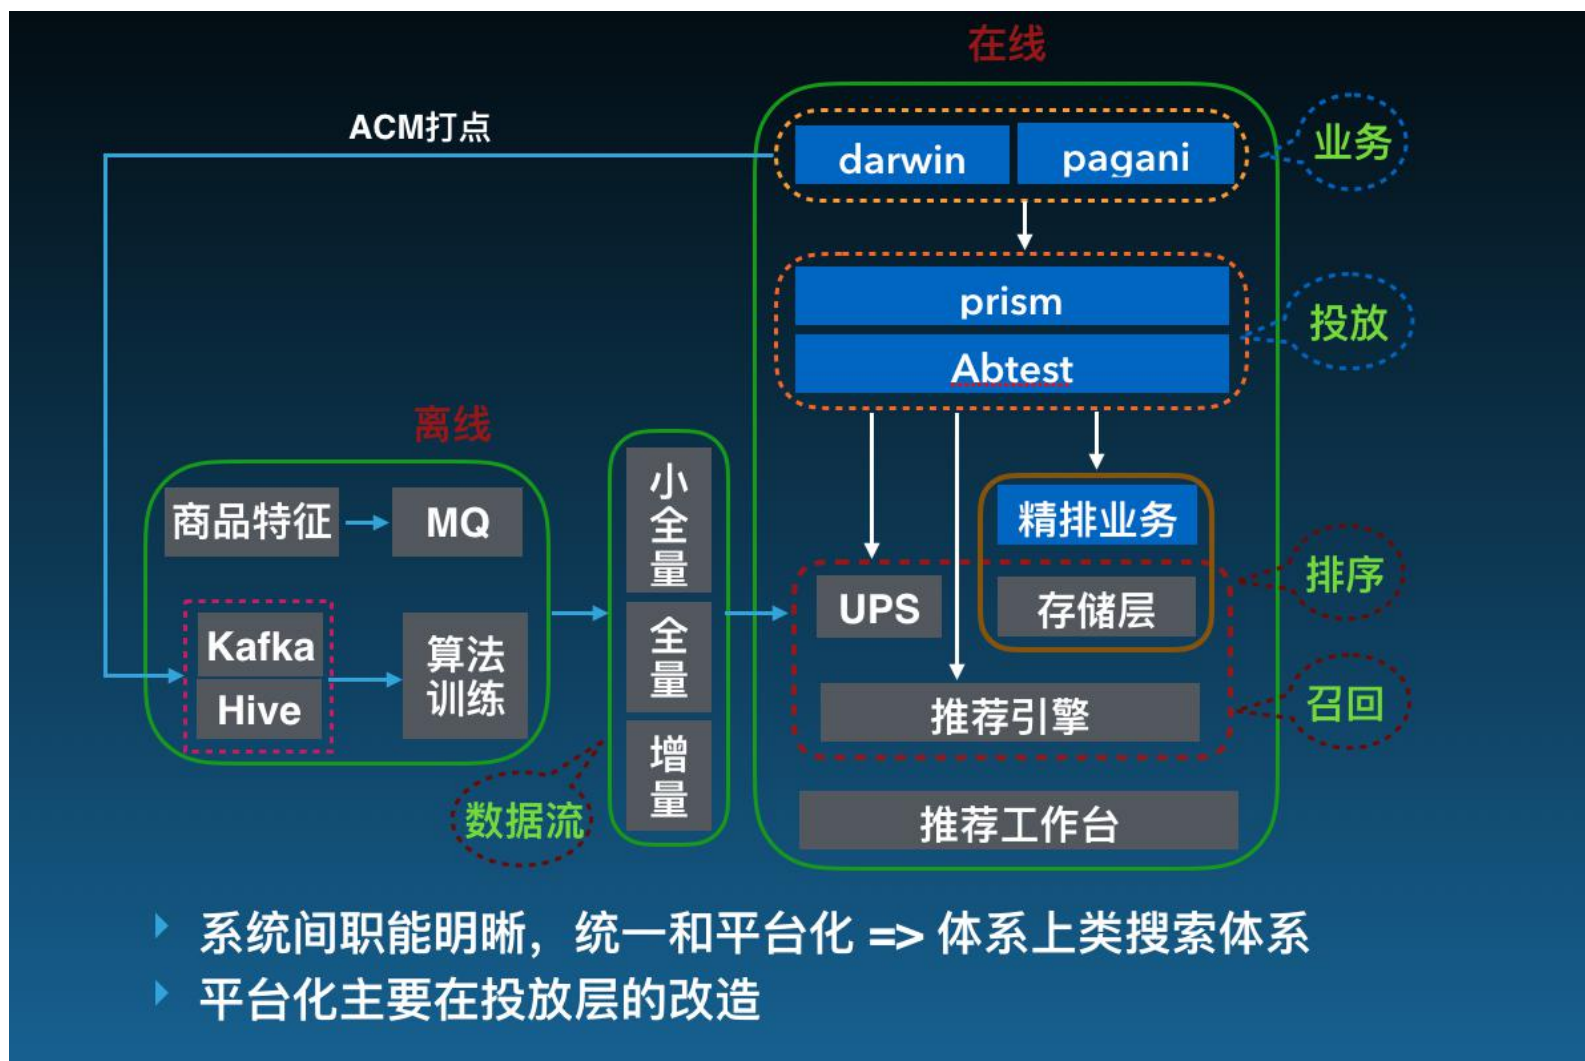 在线
ACM打点
darwin
pagani
业务
prism
投放
Abtest
离线
商品特征
MQ
小全量
精排业务
排序
UPS
存储层
Kafka
Hive
算法
训练
全量
推荐引擎
召回
增量
数据流
推荐工作台
系统间职能明晰，统一和平台化 => 体系上类搜索体系
平台化主要在投放层的改造